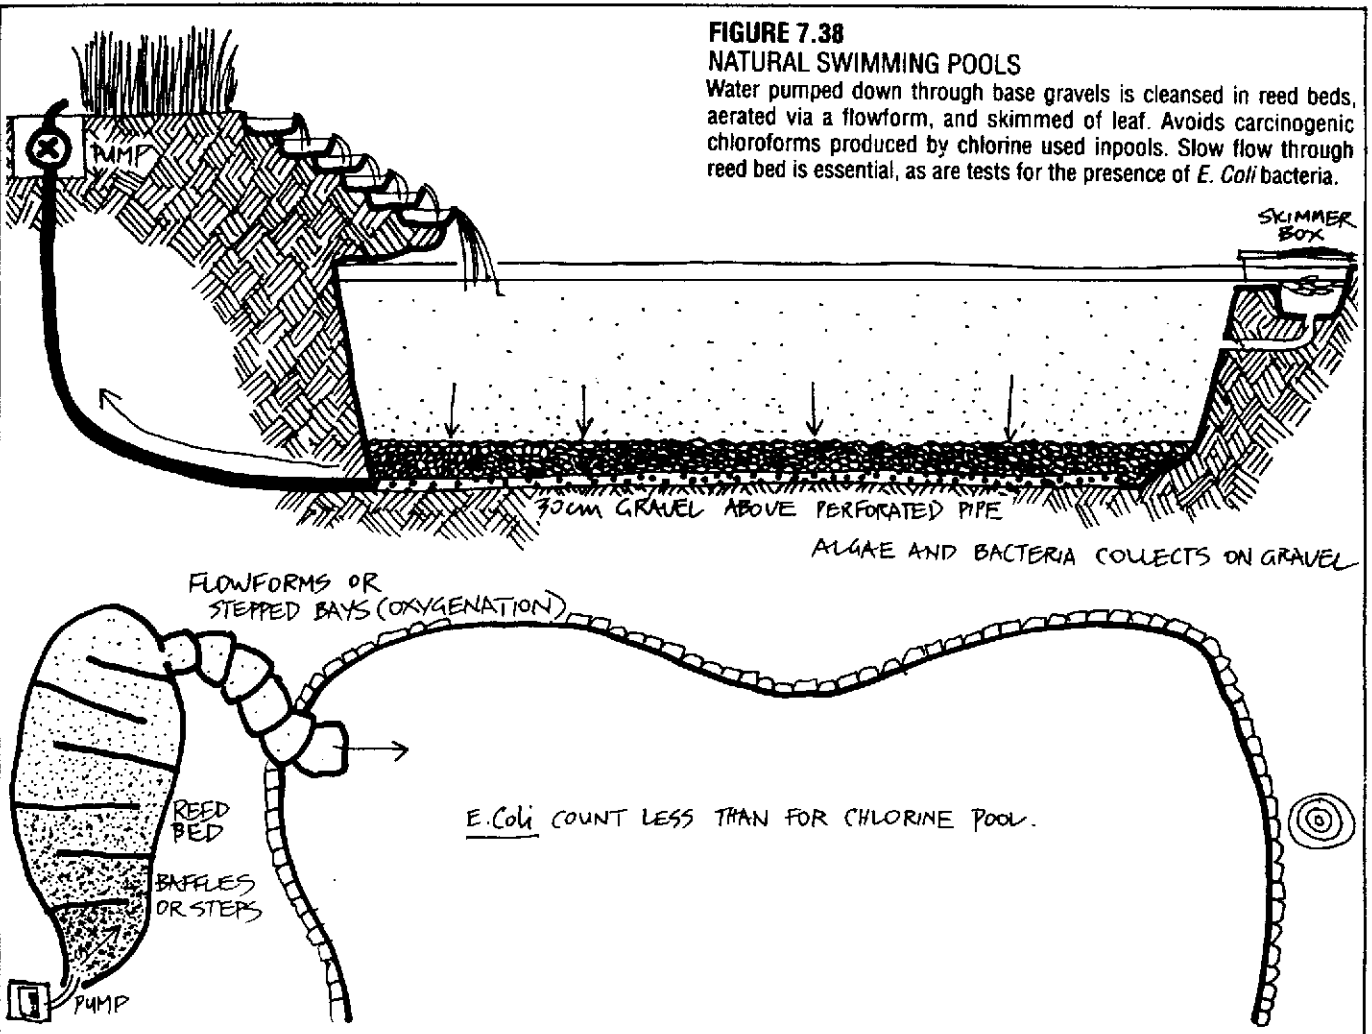 FIGURE 7.38
NATURAL SWIMMING POOLS
Water pumped down through base gravels is cleansed in reed beds,
aerated via a flowform, and skimmed of leaf. Avoids carcinogenic
chloroforms produced by chlorine used inpools. Slow flow through
reed bed is essential, as are tests for the presence of E. Coli bacteria.
PUMP
SKIMMER
BOX
30cm GRAVEL ABOVE PERFORATED PIPE
ALGAE AND BACTERIA COLLECTS ON GRAVEL
FLOWFORMS OR
STEPPED BAYS (OXYGENATION)
REED
BED
E.Coli COUNT LESS THAN FOR CHLORINE POOL.
BAFFLES
OR STEPS
PUMP